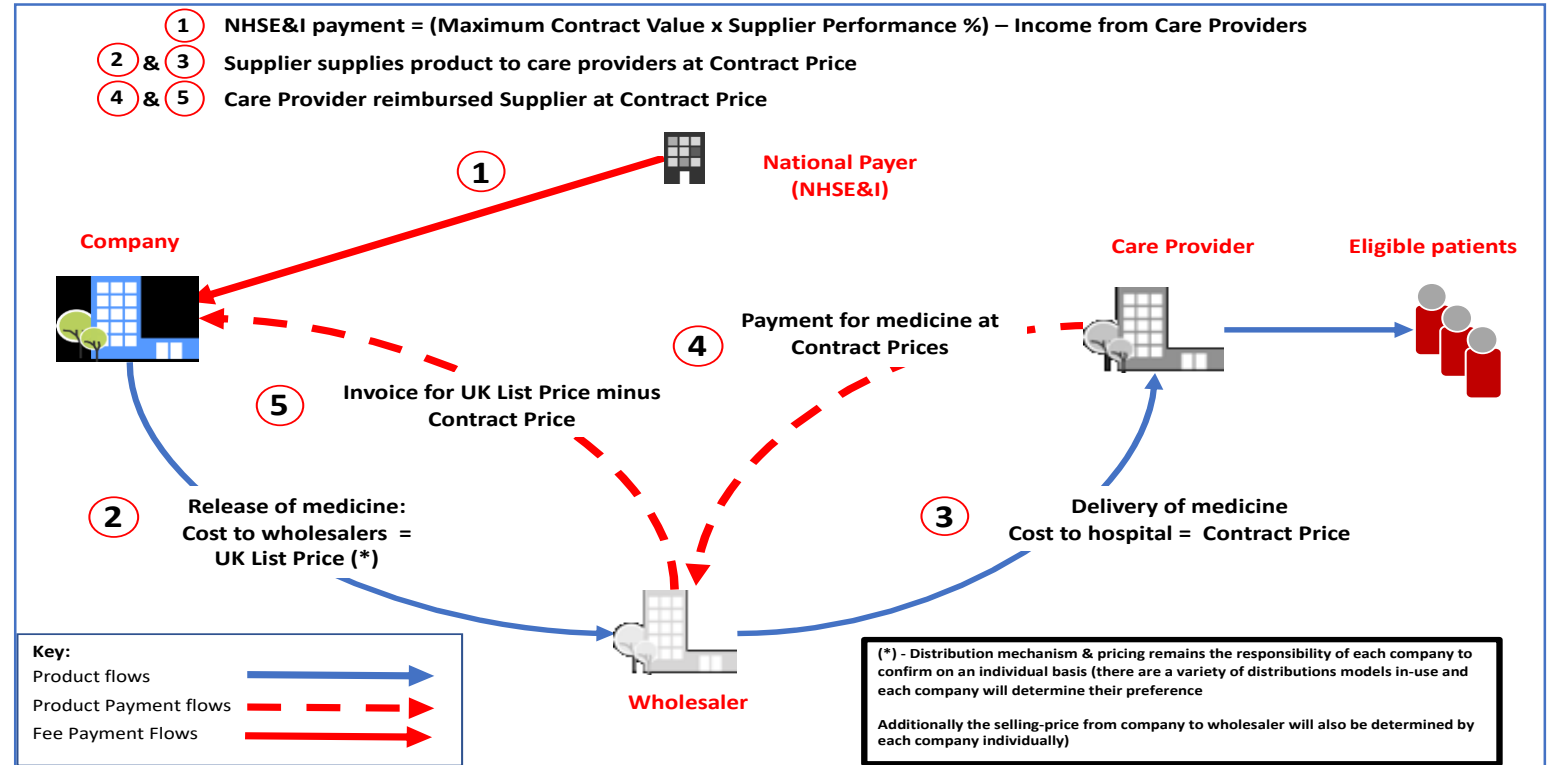 1 NHSE&I payment = (Maximum Contract Value x Supplier Performance %) – Income from Care Providers
2 & 3 Supplier supplies product to care providers at Contract Price
4 & 5 Care Provider reimbursed Supplier at Contract Price
1
National Payer
(NHSE&I)
Company
Care Provider
Eligible patients
4
Payment for medicine at
Contract Prices
5
Invoice for UK List Price minus
Contract Price
2
Release of medicine:
Cost to wholesalers =
UK List Price (*)
3
Delivery of medicine
Cost to hospital = Contract Price
Wholesaler
Key:
Product flows
Product Payment flows
Fee Payment Flows
(*) - Distribution mechanism & pricing remains the responsibility of each company to
confirm on an individual basis (there are a variety of distributions models in-use and
each company will determine their preference
Additionally the selling-price from company to wholesaler will also be determined by
each company individually)